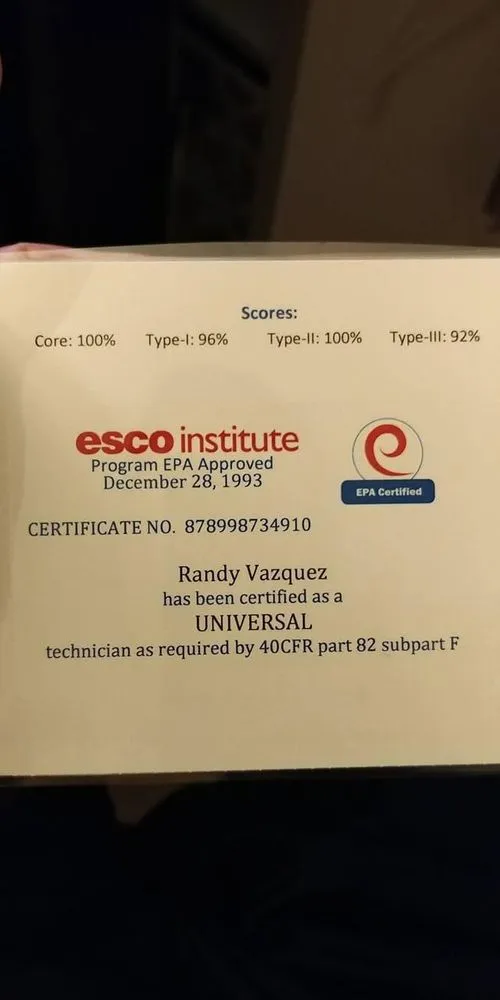 Scores:
Core: 100% Type-I: 96% Type-II: 100% Type-III: 92%
esco institute
Program EPA Approved
December 28, 1993
e
EPA Certified
CERTIFICATE NO. 878998734910
Randy Vazquez
has been certified as a
UNIVERSAL
technician as required by 40CFR part 82 subpart F